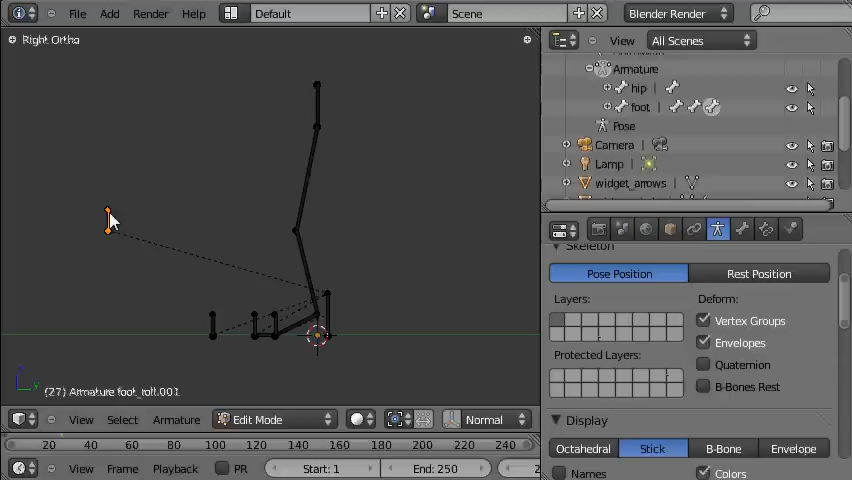 File Add Render Help Default Scene Blender Render
Right Ortho
View All Scenes
Armature
hip
foot
Pose
Camera
Lamp
widget_arrows
Skeleton
Pose Position Rest Position
Layers: Deform:
Vertex Groups
Envelopes
Protected Layers: Quaternion
B-Bones Rest
z
y
(27) Armature foot_roll.001
View Select Armature Edit Mode Normal
Display
Octahedral Stick B-Bone Envelope
Names Colors
20 40 60 80 100 120 140 160 180 200 220 240
View Frame Playback PR Start: 1 End: 250 2